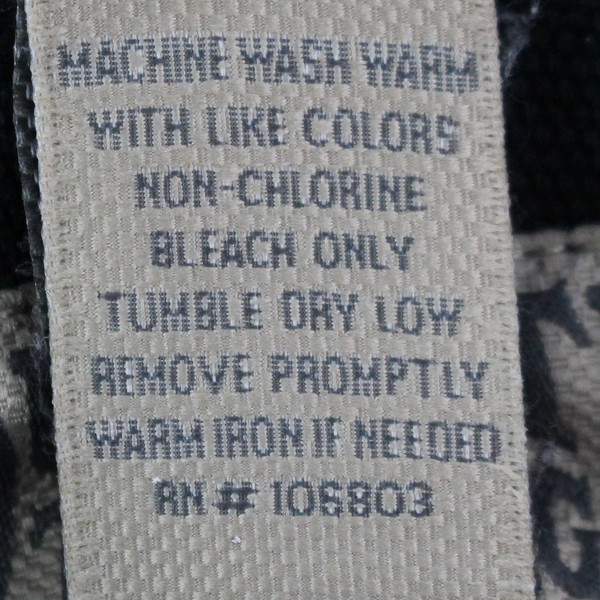 MACHINE WASH WARM
WITH LIKE COLORS
NON-CHLORINE
BLEACH ONLY
TUMBLE DRY LOW
REMOVE PROMPTLY
WARM IRON IF NEEDED
RN#